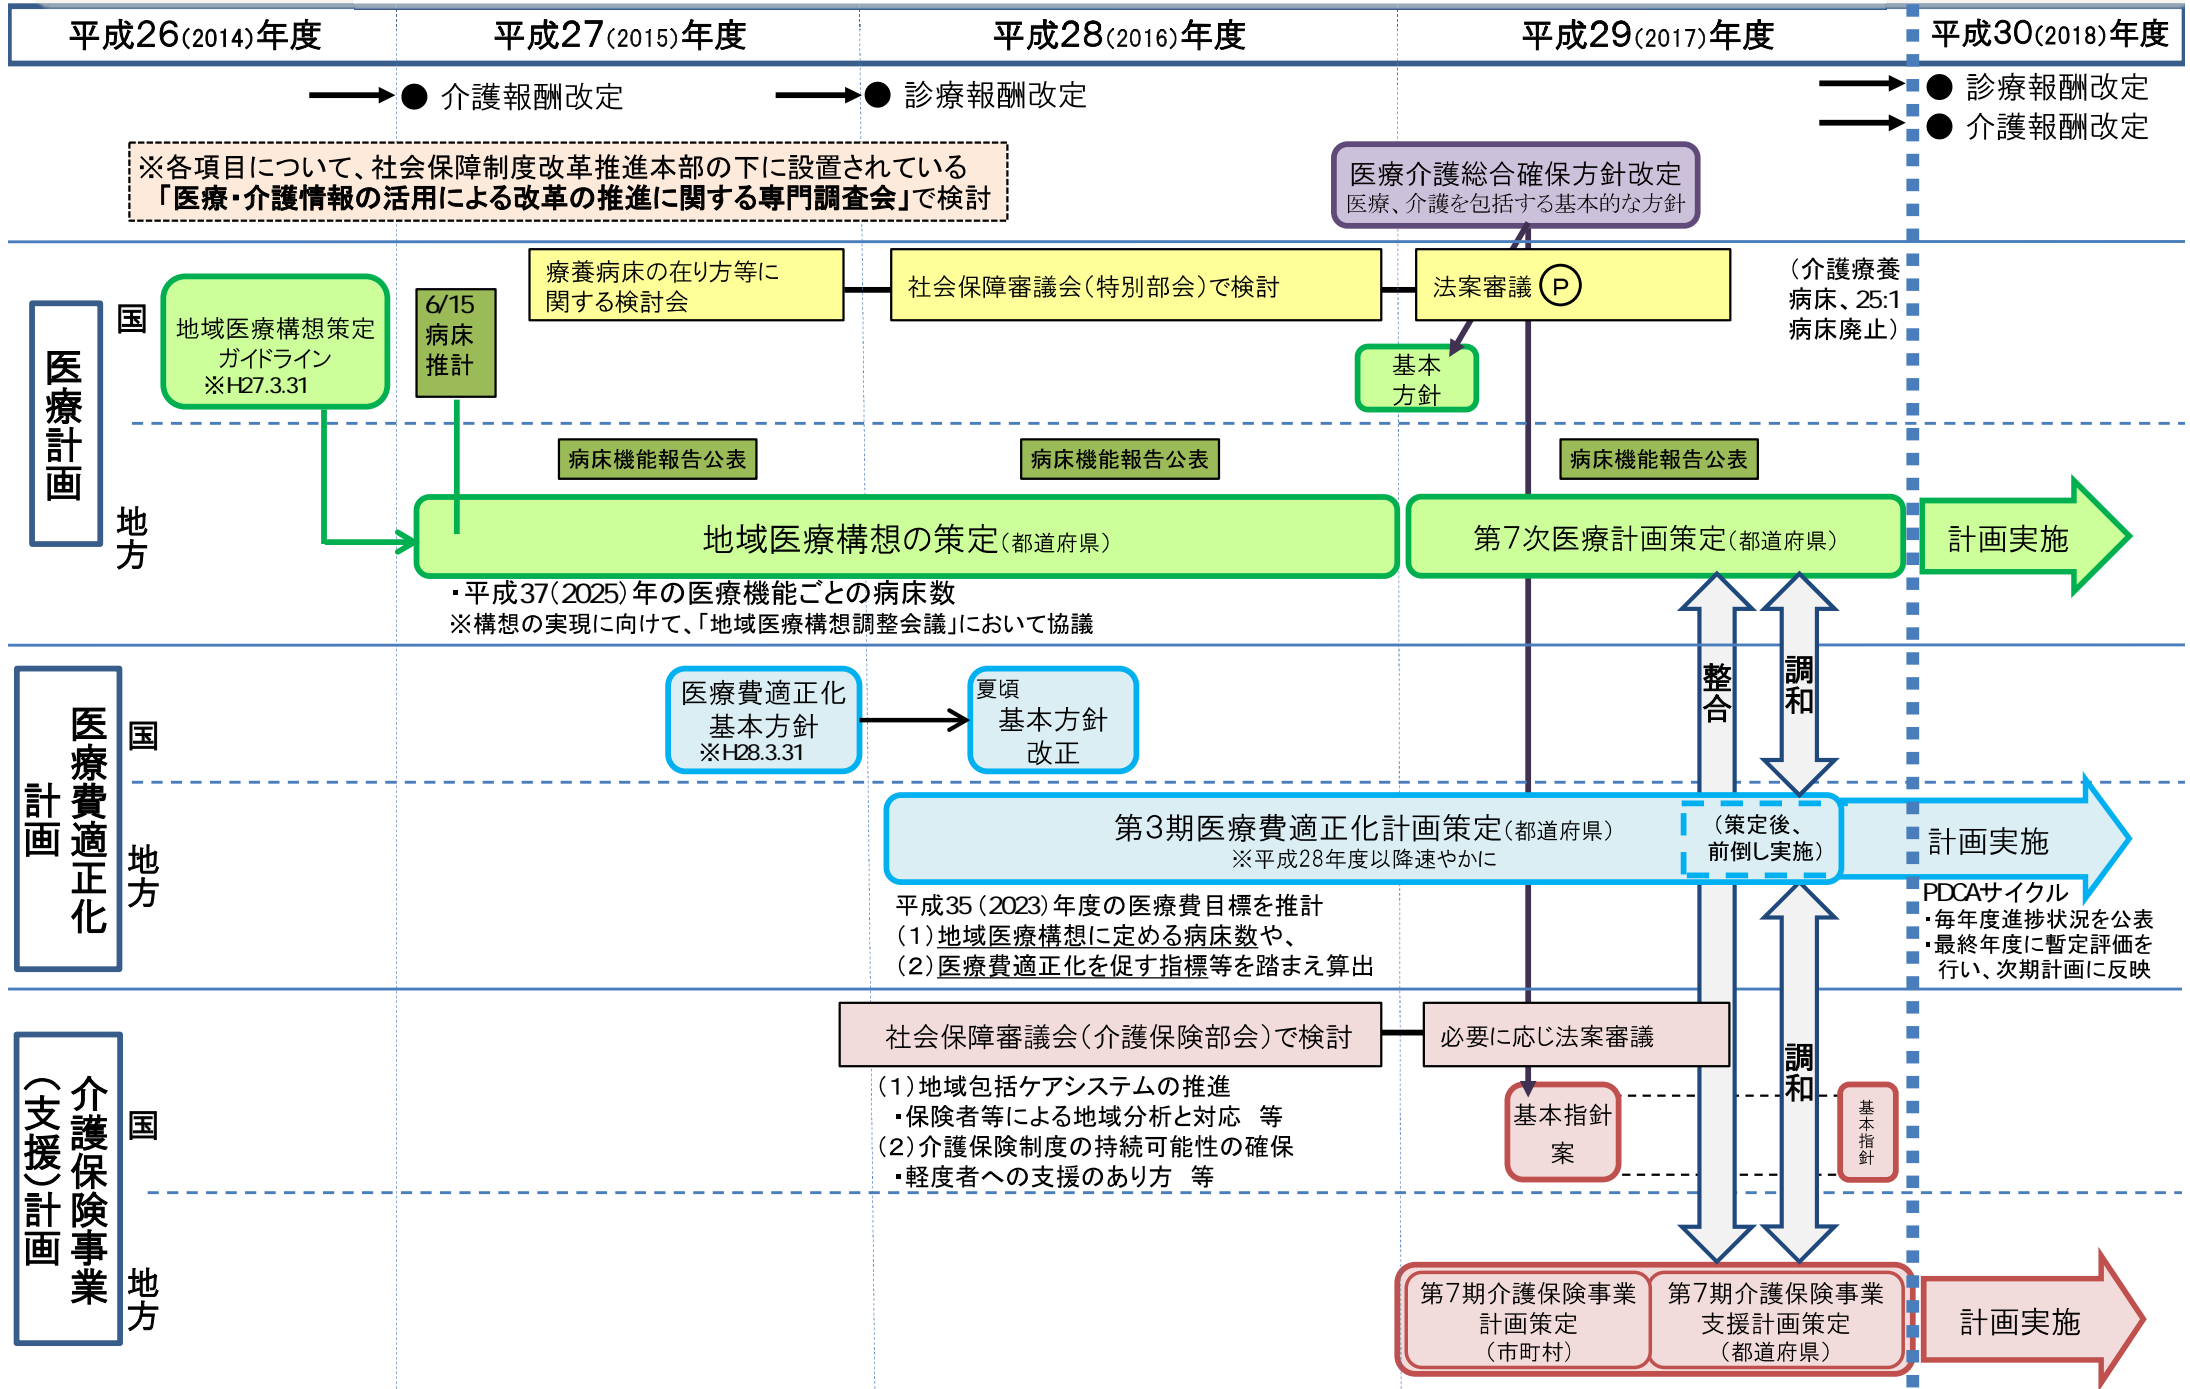 平成26(2014)年度
平成27(2015)年度
平成28(2016)年度
平成29(2017)年度
平成30(2018)年度
● 介護報酬改定
● 診療報酬改定
● 診療報酬改定
● 介護報酬改定
※各項目について、社会保障制度改革推進本部の下に設置されている
「医療・介護情報の活用による改革の推進に関する専門調査会」で検討
医療介護総合確保方針改定
医療、介護を包括する基本的な方針
医療計画
国
地方
地域医療構想策定
ガイドライン
※H27.3.31
6/15
病床
推計
療養病床の在り方等に
関する検討会
社会保障審議会(特別部会)で検討
法案審議 Ⓟ
(介護療養
病床、25:1
病床廃止)
基本
方針
病床機能報告公表
病床機能報告公表
病床機能報告公表
地域医療構想の策定(都道府県)
第7次医療計画策定(都道府県)
計画実施
・平成37(2025)年の医療機能ごとの病床数
※構想の実現に向けて、「地域医療構想調整会議」において協議
整合
調和
医療費適正化
計画
国
地方
医療費適正化
基本方針
※H28.3.31
夏頃
基本方針
改正
第3期医療費適正化計画策定(都道府県)
※平成28年度以降速やかに
(策定後、
前倒し実施)
計画実施
平成35(2023)年度の医療費目標を推計
(1)地域医療構想に定める病床数や、
(2)医療費適正化を促す指標等を踏まえ算出
PDCAサイクル
・毎年度進捗状況を公表
・最終年度に暫定評価を
行い、次期計画に反映
介護保険事業
(支援)計画
国
地方
社会保障審議会(介護保険部会)で検討
必要に応じ法案審議
(1)地域包括ケアシステムの推進
・保険者等による地域分析と対応 等
(2)介護保険制度の持続可能性の確保
・軽度者への支援のあり方 等
調和
基本指針
案
基本指針
第7期介護保険事業
計画策定
(市町村)
第7期介護保険事業
支援計画策定
(都道府県)
計画実施